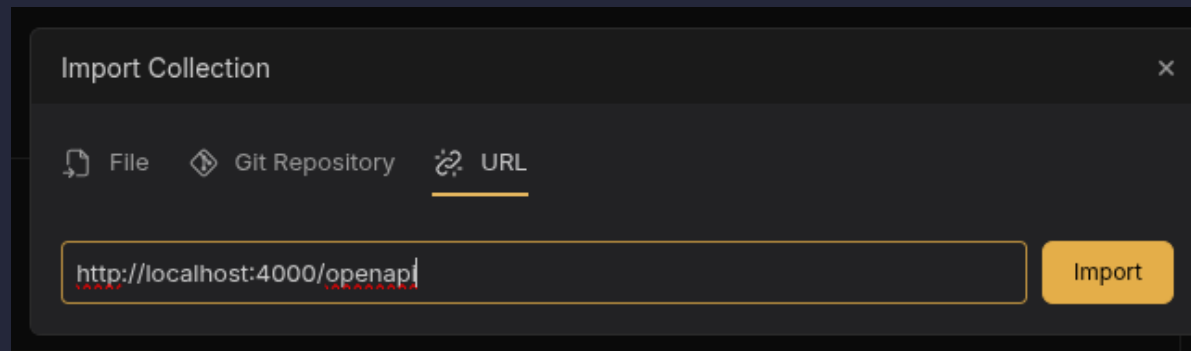 Import Collection
File Git Repository URL
http://localhost:4000/openapi Import